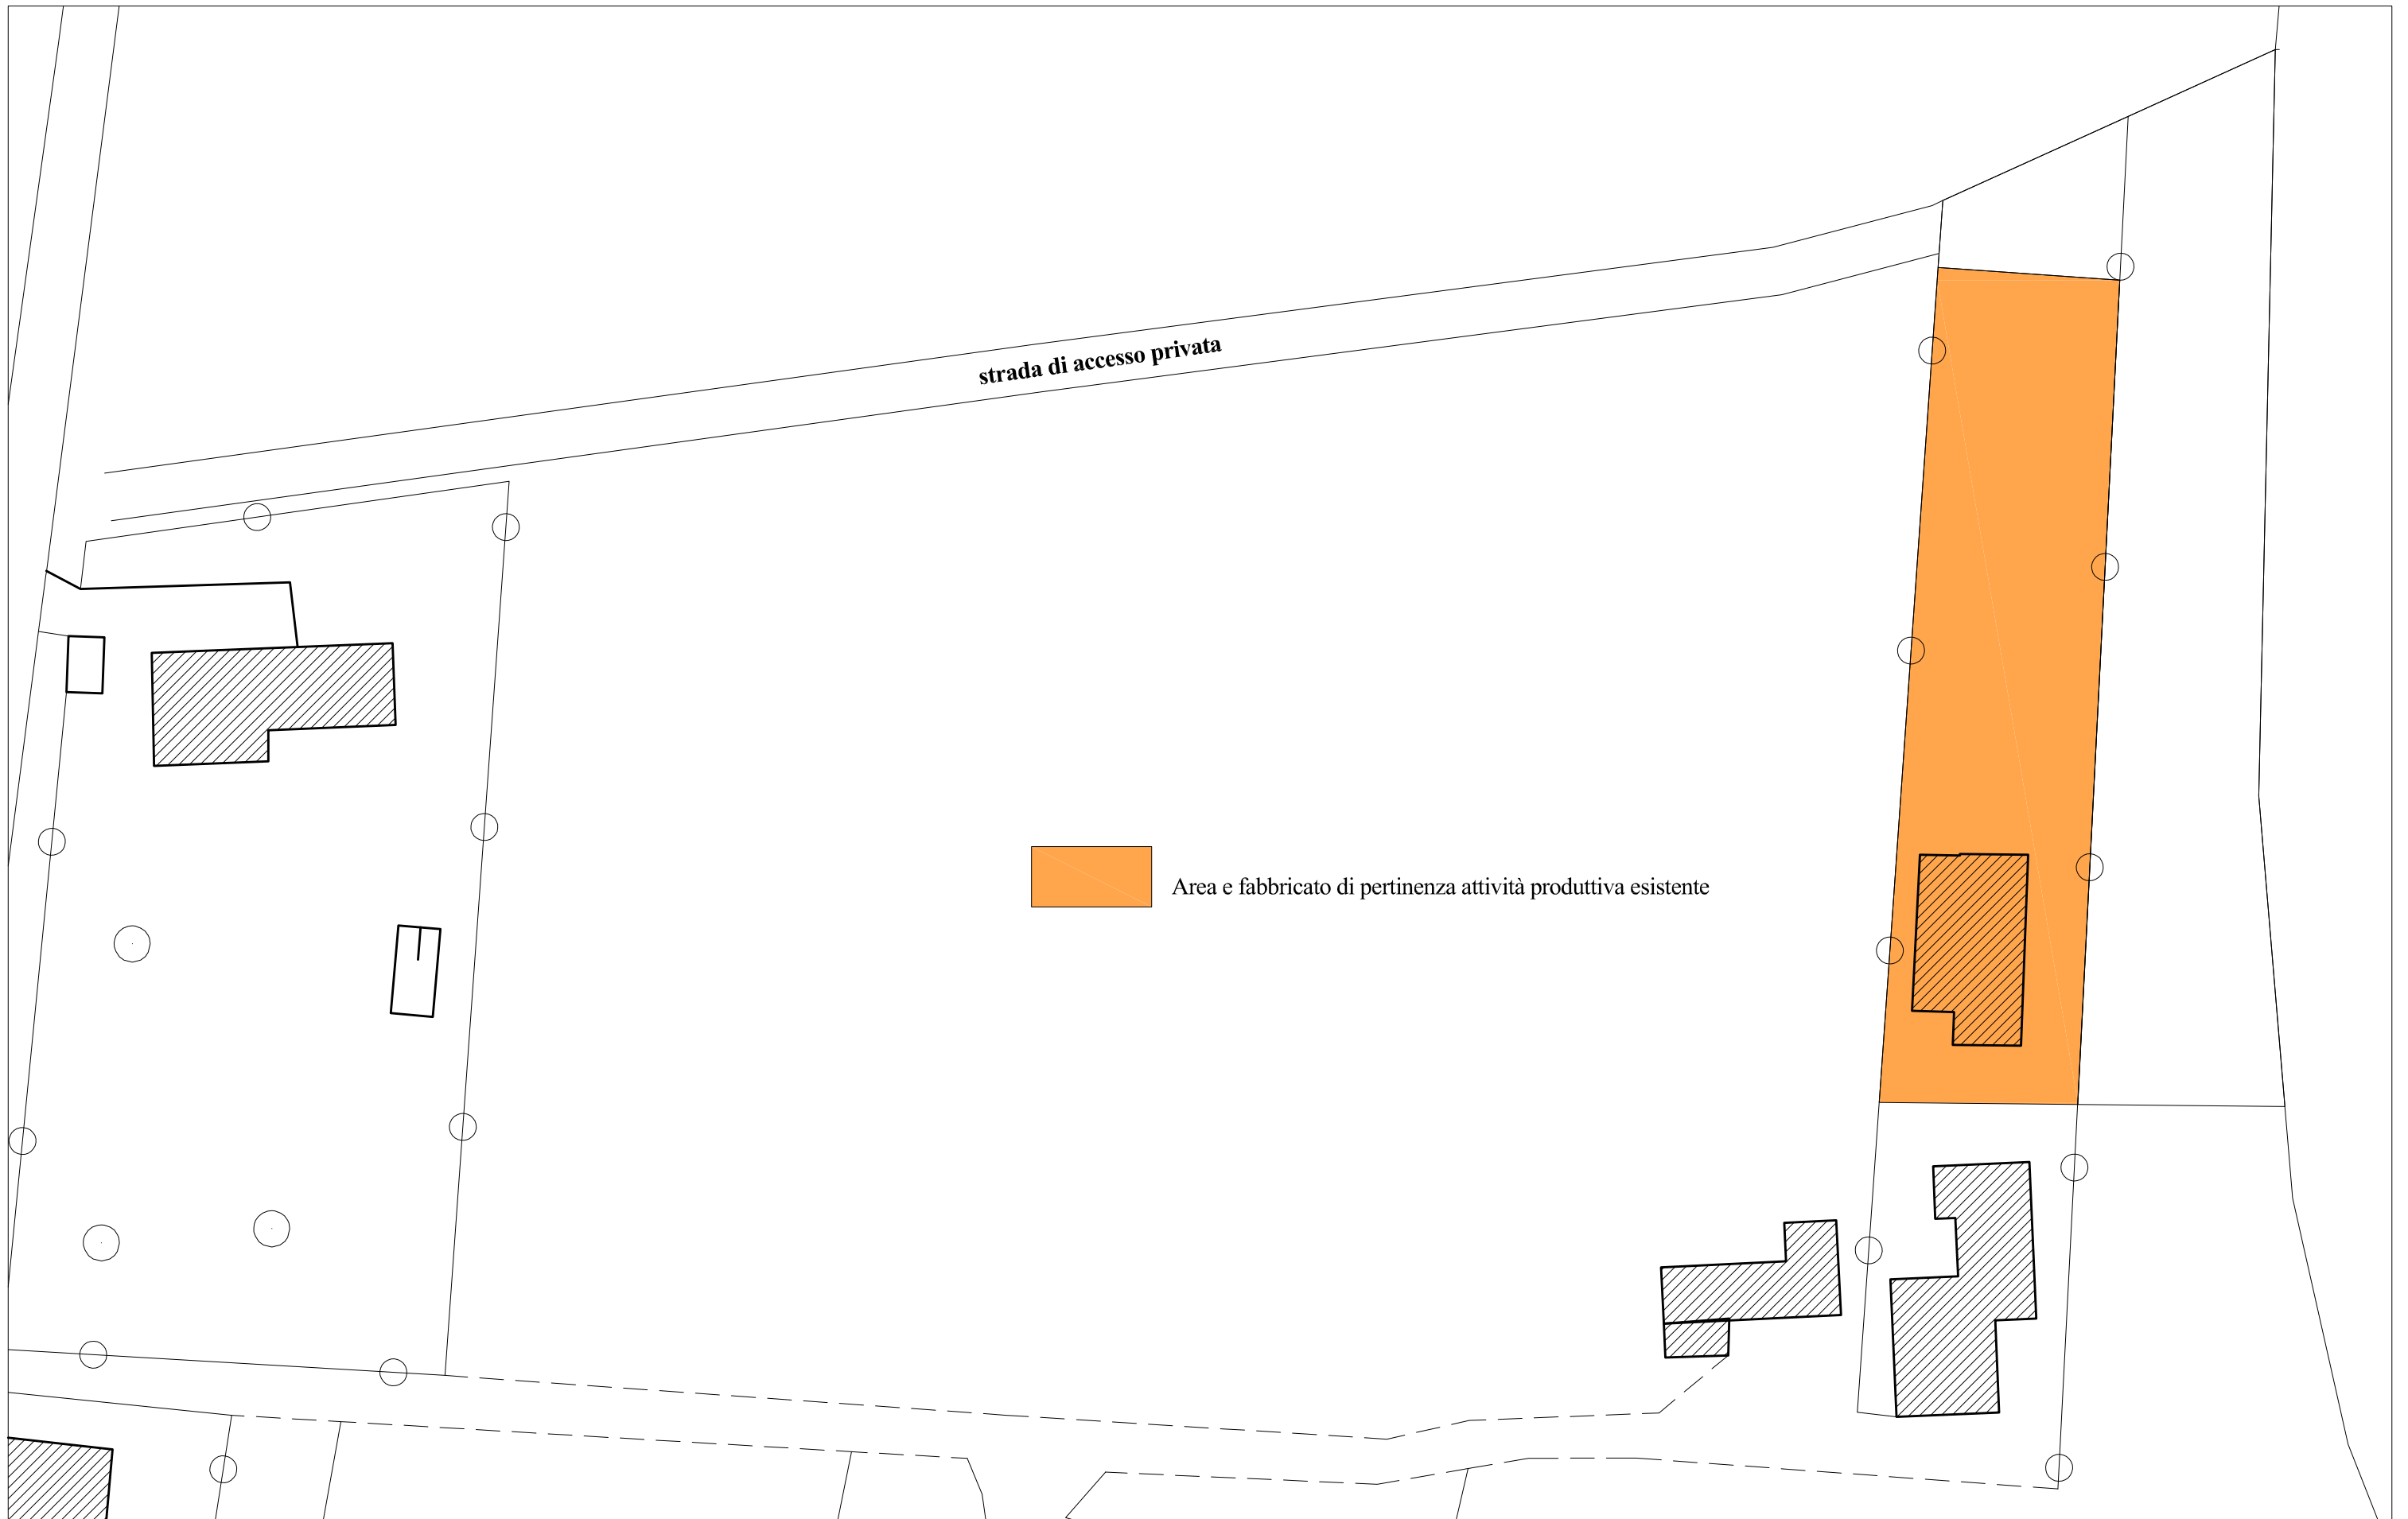 strada di accesso privata
Area e fabbricato di pertinenza attività produttiva esistente